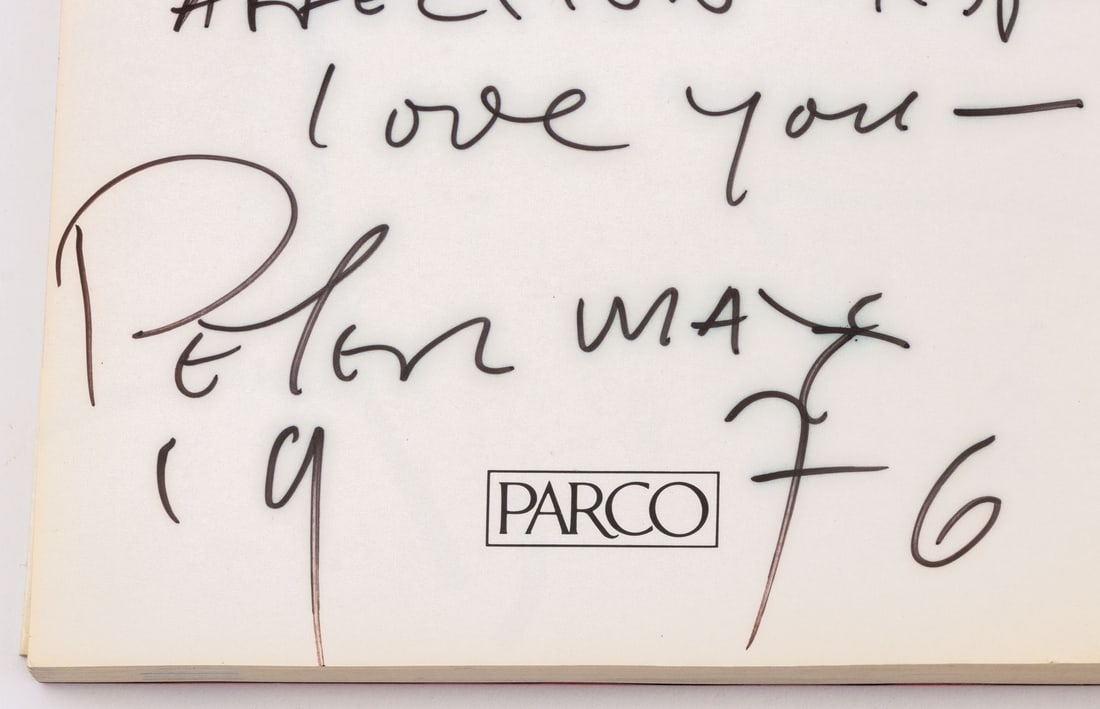 love you —
Peter MAX
19 76
PARCO